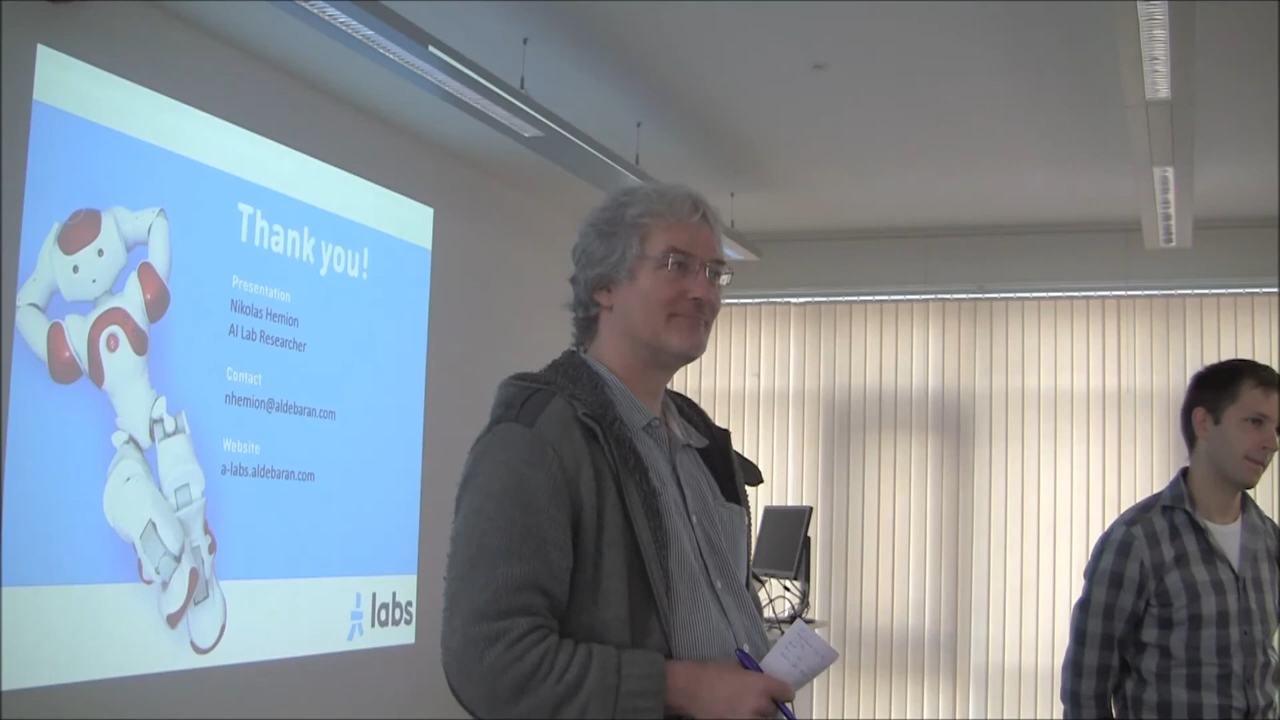 Thank you!
Presentation
Nikolas Hemion
AI Lab Researcher
Contact
nhemion@aldebaran.com
Website
a-labs.aldebaran.com
labs